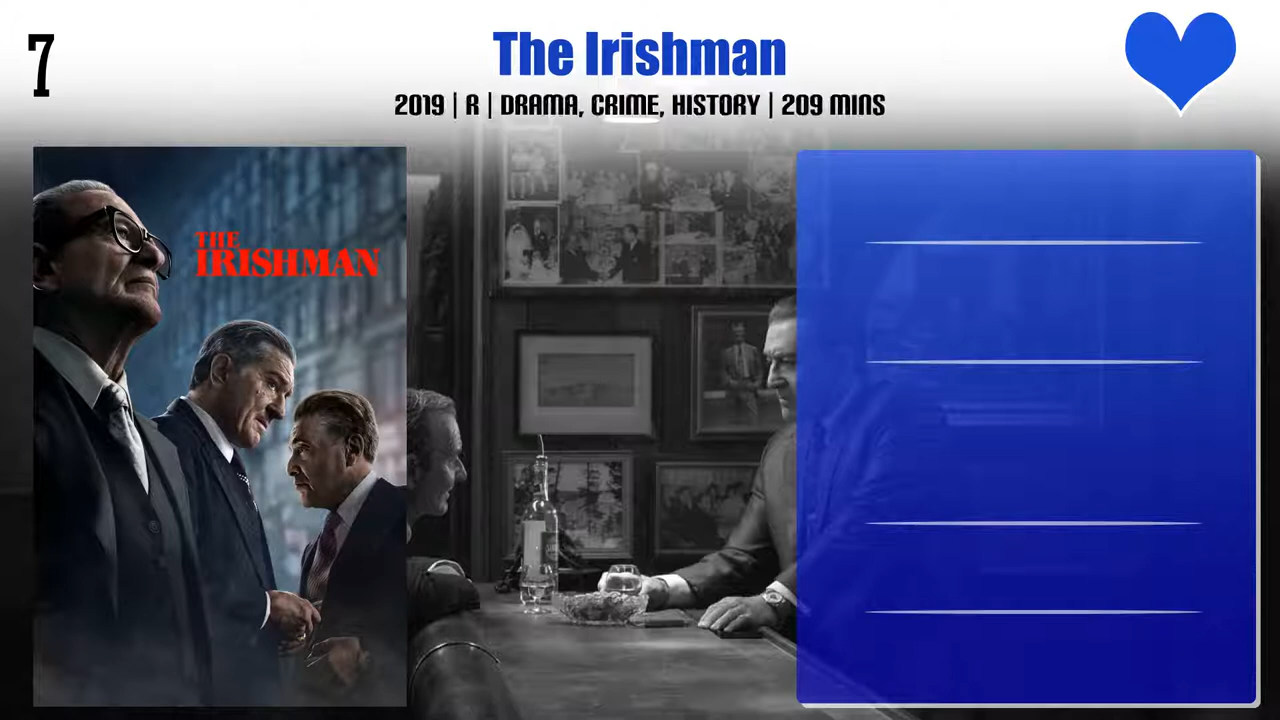 7
The Irishman
2019 | R | DRAMA, CRIME, HISTORY | 209 MINS
THE
IRISHMAN